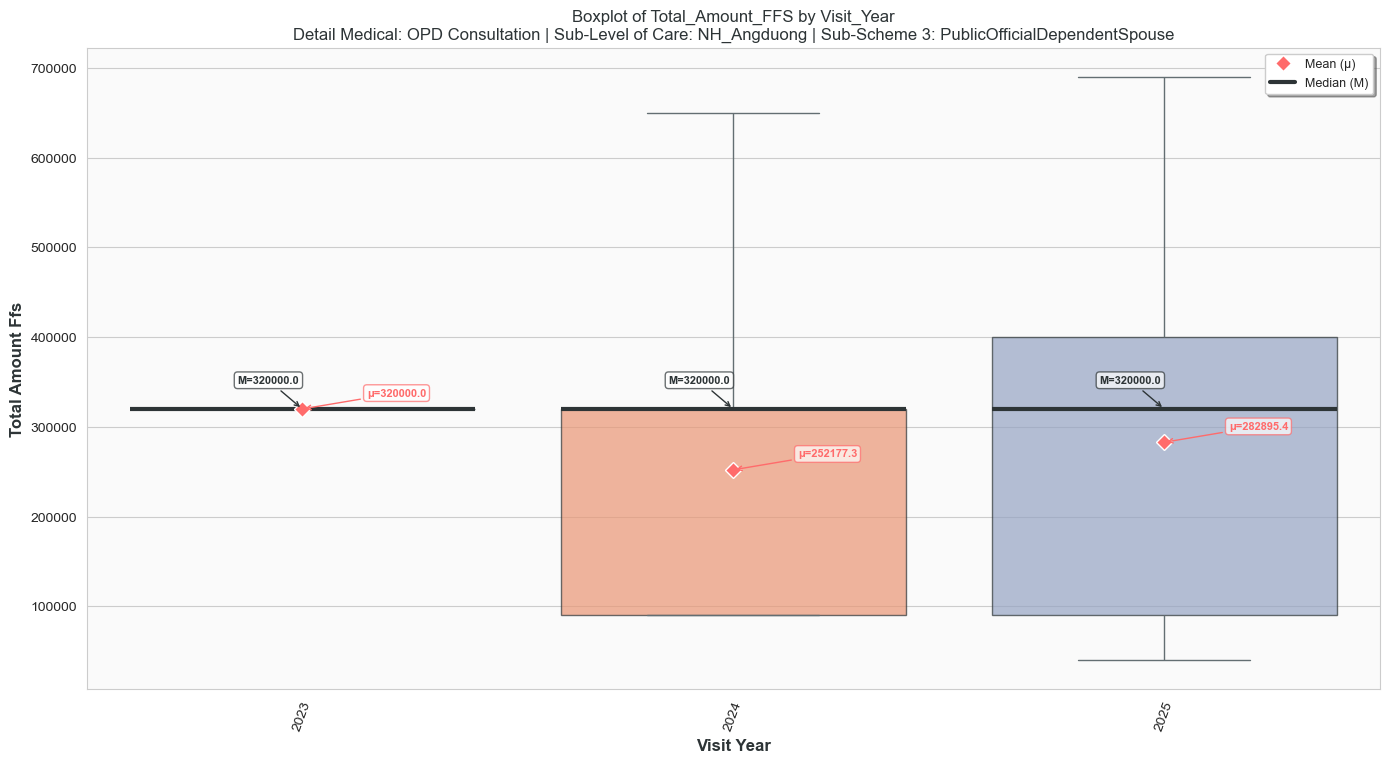 Boxplot of Total_Amount_FFS by Visit_Year
Detail Medical: OPD Consultation | Sub-Level of Care: NH_Angduong | Sub-Scheme 3: PublicOfficialDependentSpouse
Mean (μ)
Median (M)
Total Amount Ffs
700000
600000
500000
400000
300000
200000
100000
M=320000.0
μ=320000.0
M=320000.0
μ=252177.3
M=320000.0
μ=282895.4
2023
2024
2025
Visit Year